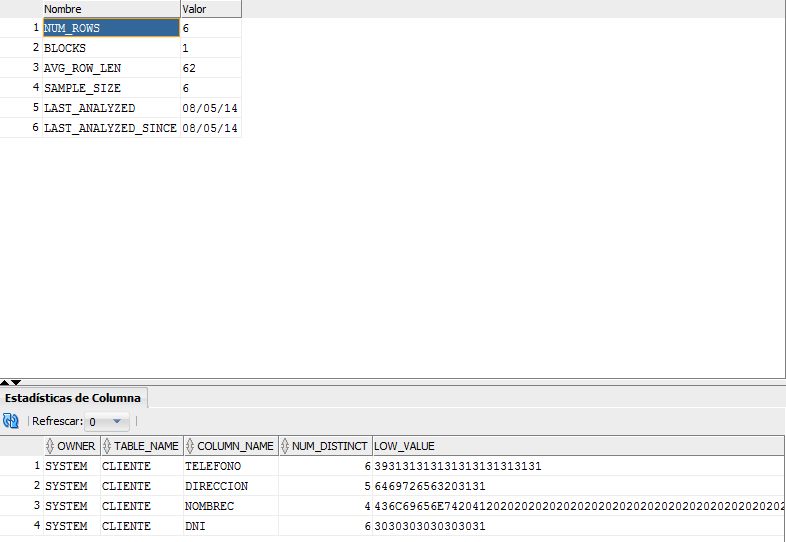 Nombre Valor
1 NUM_ROWS 6
2 BLOCKS 1
3 AVG_ROW_LEN 62
4 SAMPLE_SIZE 6
5 LAST_ANALYZED 08/05/14
6 LAST_ANALYZED_SINCE 08/05/14
Estadísticas de Columna
Refrescar: 0
OWNER TABLE_NAME COLUMN_NAME NUM_DISTINCT LOW_VALUE
1 SYSTEM CLIENTE TELEFONO 6 393131313131313131313131
2 SYSTEM CLIENTE DIRECCION 5 6469726563203131
3 SYSTEM CLIENTE NOMBREC 4 436C69656E74204120202020202020202020202020202020202020202020202
4 SYSTEM CLIENTE DNI 6 3030303030303031